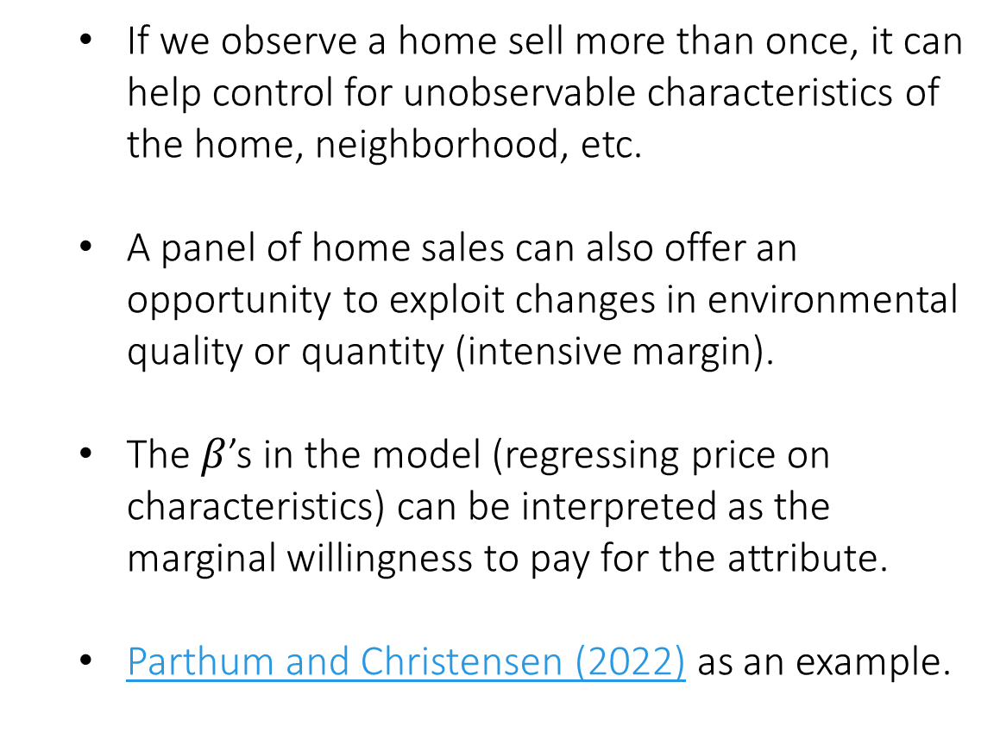 • If we observe a home sell more than once, it can
help control for unobservable characteristics of
the home, neighborhood, etc.
• A panel of home sales can also offer an
opportunity to exploit changes in environmental
quality or quantity (intensive margin).
• The 𝛽’s in the model (regressing price on
characteristics) can be interpreted as the
marginal willingness to pay for the attribute.
• Parthum and Christensen (2022) as an example.